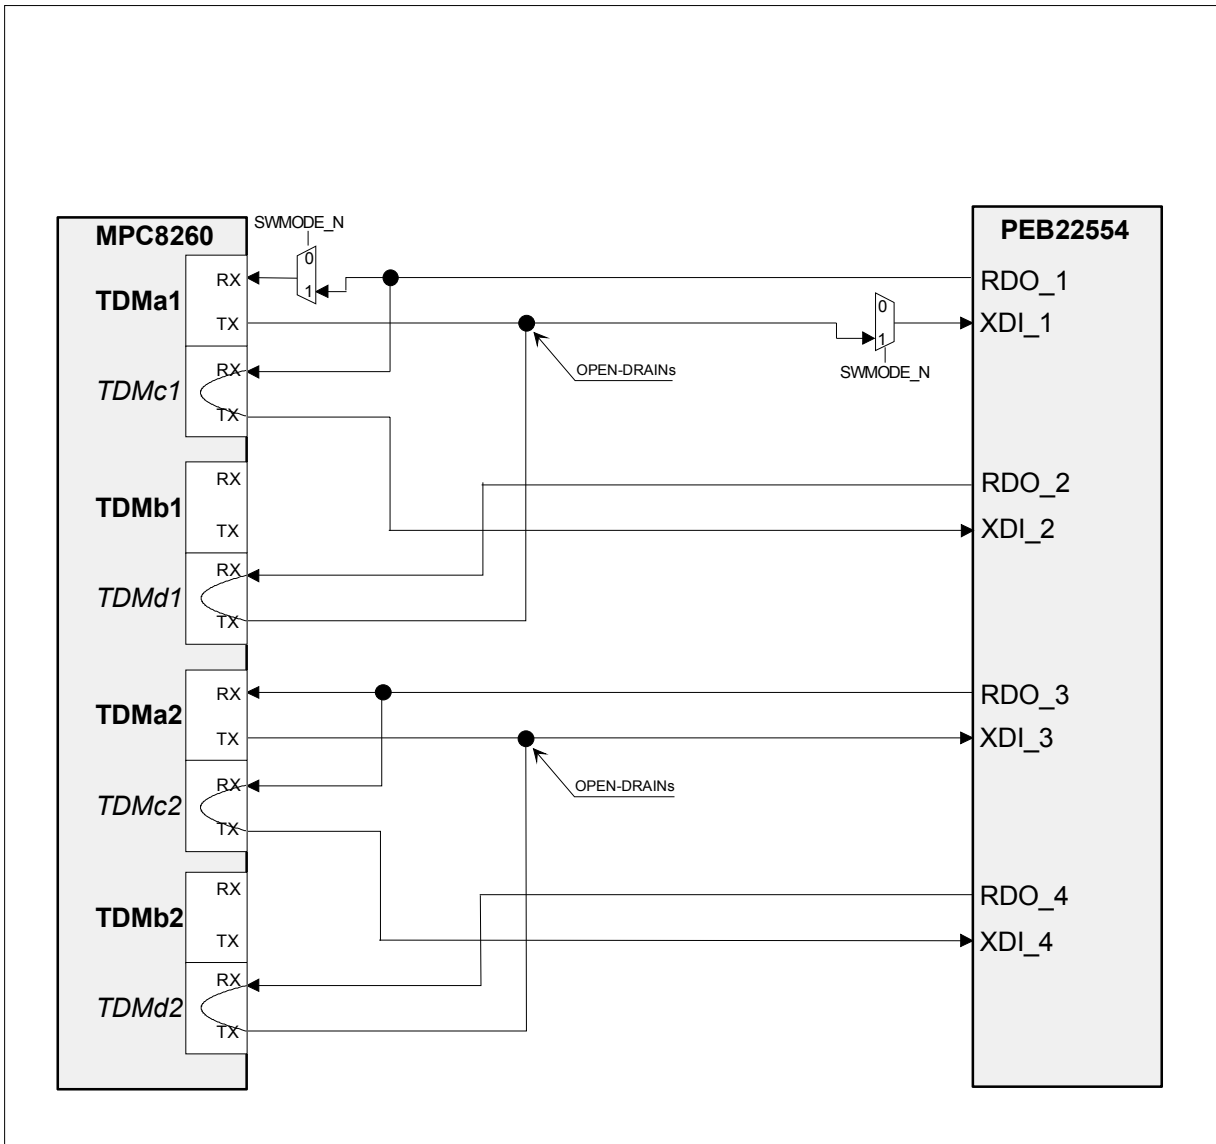 SWMODE_N
MPC8260
PEB22554
0
RX
1
RDO_1
TDMa1
0
TX
XDI_1
1
OPEN-DRAINs
SWMODE_N
RX
TDMc1
TX
RX
RDO_2
TDMb1
TX
XDI_2
RX
TDMd1
TX
RX
RDO_3
TDMa2
TX
XDI_3
RX
OPEN-DRAINs
TDMc2
TX
RX
RDO_4
TDMb2
TX
XDI_4
RX
TDMd2
TX